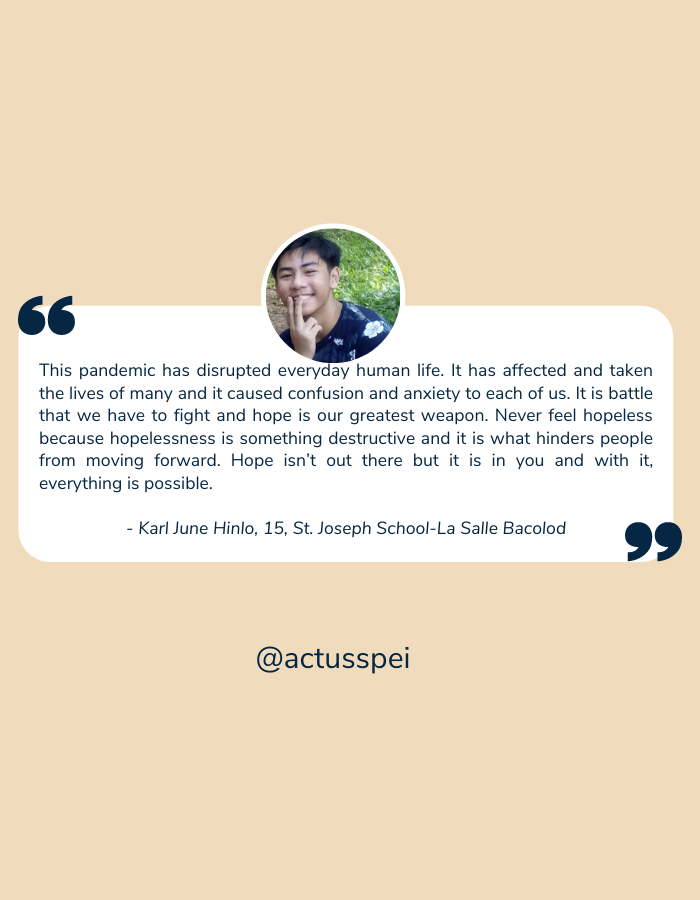 This pandemic has disrupted everyday human life. It has affected and taken
the lives of many and it caused confusion and anxiety to each of us. It is battle
that we have to fight and hope is our greatest weapon. Never feel hopeless
because hopelessness is something destructive and it is what hinders people
from moving forward. Hope isn’t out there but it is in you and with it,
everything is possible.
- Karl June Hinlo, 15, St. Joseph School-La Salle Bacolod
@actusspei